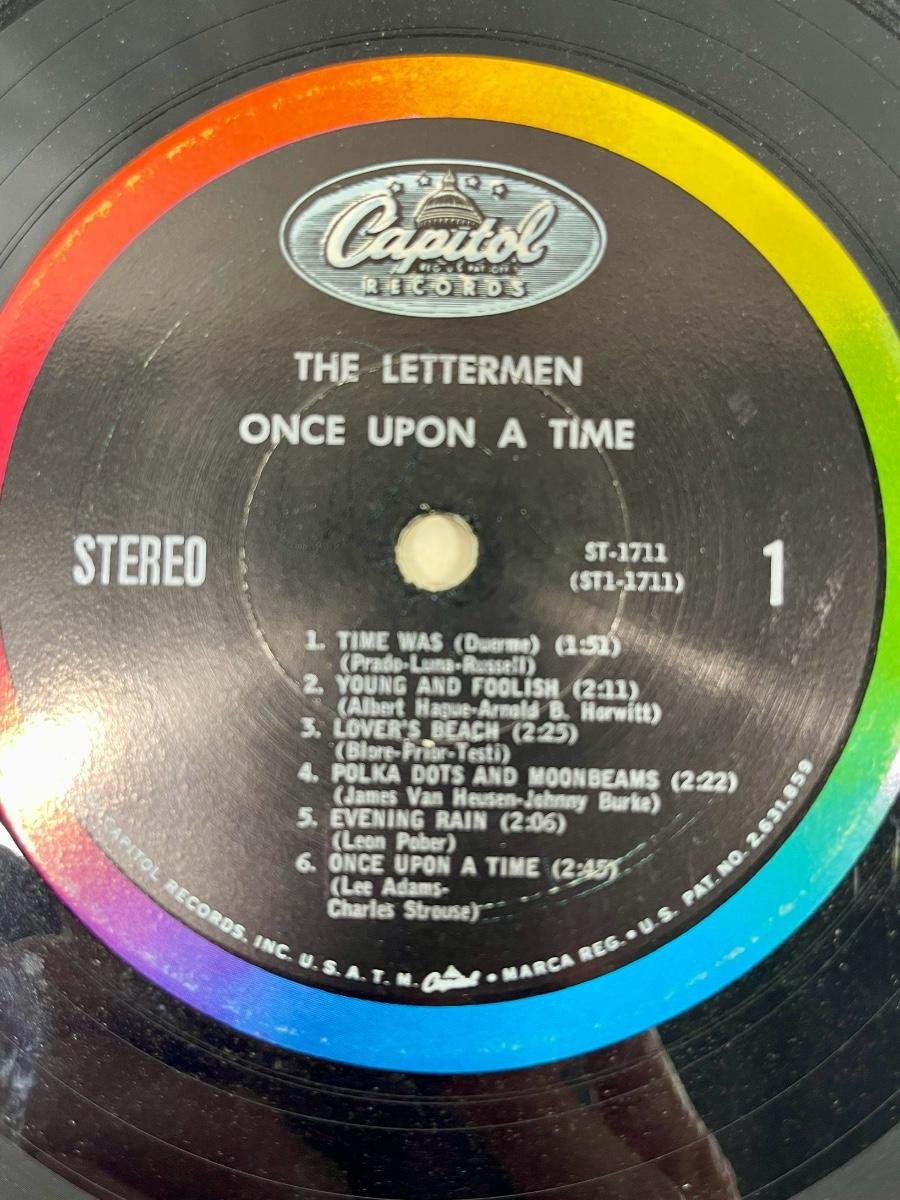 Capitol
REG. U.S. PAT. OFF.
RECORDS
THE LETTERMEN
ONCE UPON A TIME
STEREO
ST-1711
(ST1-1711)
1
1. TIME WAS (Duerme) (1:51)
(Prado-Luna-Russell)
2. YOUNG AND FOOLISH (2:11)
(Albert Hague-Arnold B. Horwitt)
3. LOVER'S BEACH (2:25)
(Blore-Prior-Testi)
4. POLKA DOTS AND MOONBEAMS (2:22)
(James Van Heusen-Johnny Burke)
5. EVENING RAIN (2:06)
(Leon Pober)
6. ONCE UPON A TIME (2:45)
(Lee Adams-
Charles Strouse)
CAPITOL RECORDS, INC. U.S.A. T. M. Capitol • MARCA REG. • U.S. PAT. NO. 2,631,859